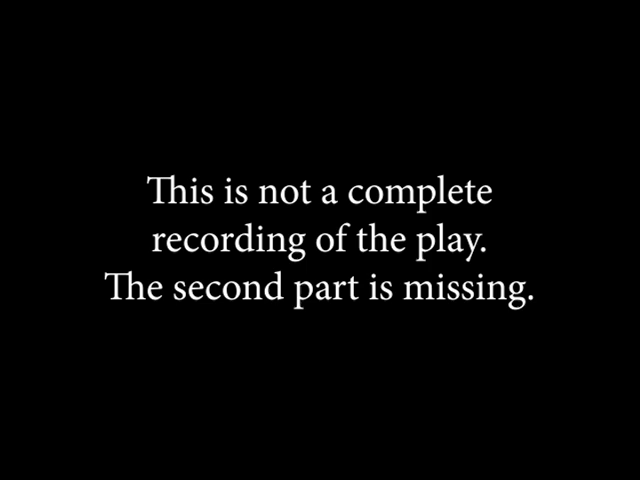 This is not a complete
recording of the play.
The second part is missing.